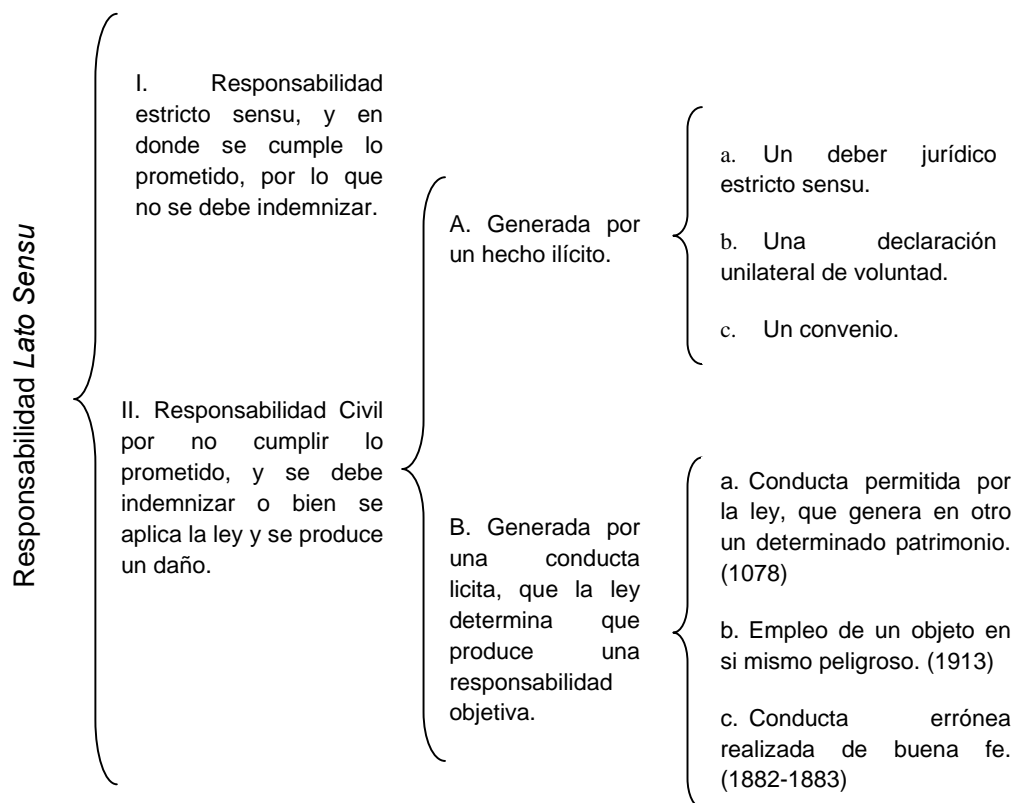 Responsabilidad Lato Sensu
I. Responsabilidad
estricto sensu, y en
donde se cumple lo
prometido, por lo que
no se debe indemnizar.
II. Responsabilidad Civil
por no cumplir lo
prometido, y se debe
indemnizar o bien se
aplica la ley y se produce
un daño.
A. Generada por
un hecho ilícito.
a. Un deber jurídico
estricto sensu.
b. Una declaración
unilateral de voluntad.
c. Un convenio.
B. Generada por
una conducta
licita, que la ley
determina que
produce una
responsabilidad
objetiva.
a. Conducta permitida por
la ley, que genera en otro
un determinado patrimonio.
(1078)
b. Empleo de un objeto en
si mismo peligroso. (1913)
c. Conducta errónea
realizada de buena fe.
(1882-1883)